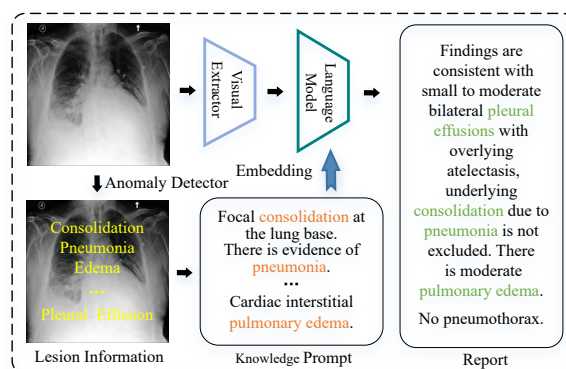 Visual
Extractor
Language
Model
Embedding
Anomaly Detector
Consolidation
Pneumonia
Edema
...
Pleural Effusion
Lesion Information
Focal consolidation at
the lung base.
There is evidence of
pneumonia.
...
Cardiac interstitial
pulmonary edema.
Knowledge Prompt
Findings are
consistent with
small to moderate
bilateral pleural
effusions with
overlying
atelectasis,
underlying
consolidation due to
pneumonia is not
excluded. There
is moderate
pulmonary edema.
No pneumothorax.
Report